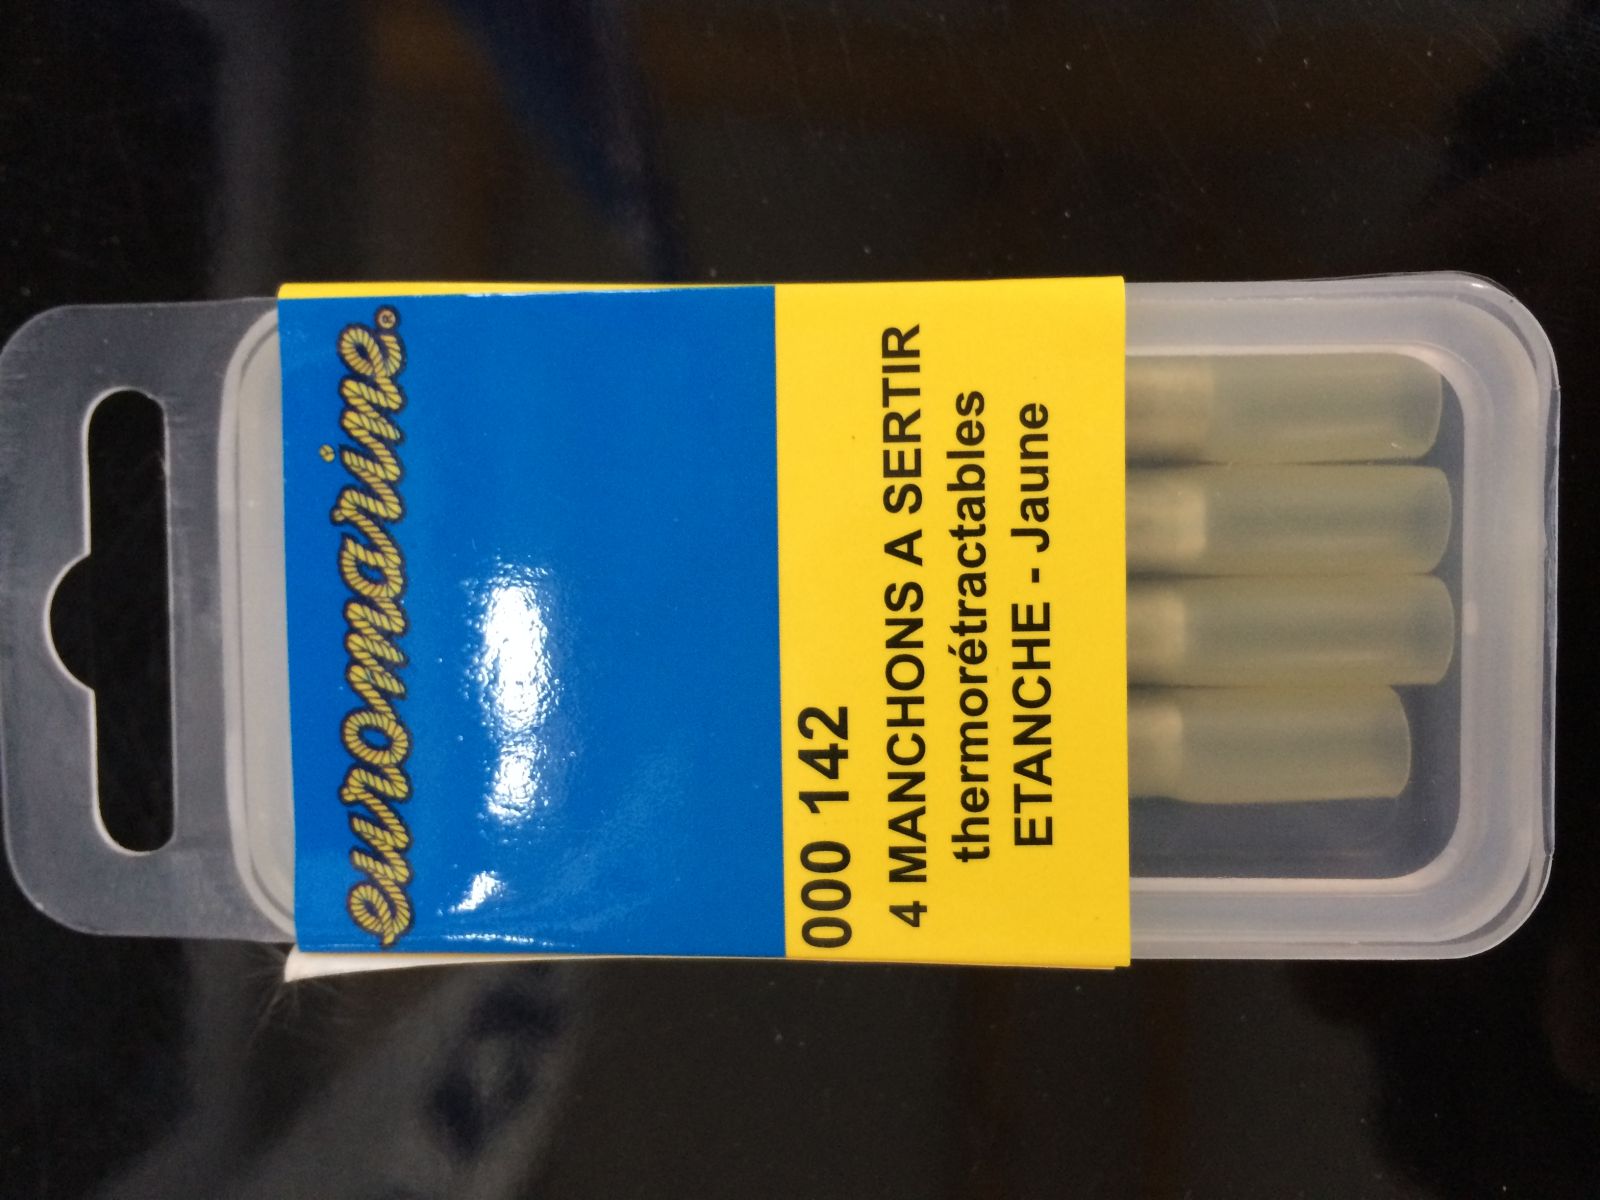 euromarine®
000 142
4 MANCHONS A SERTIR
thermorétractables
ETANCHE - Jaune